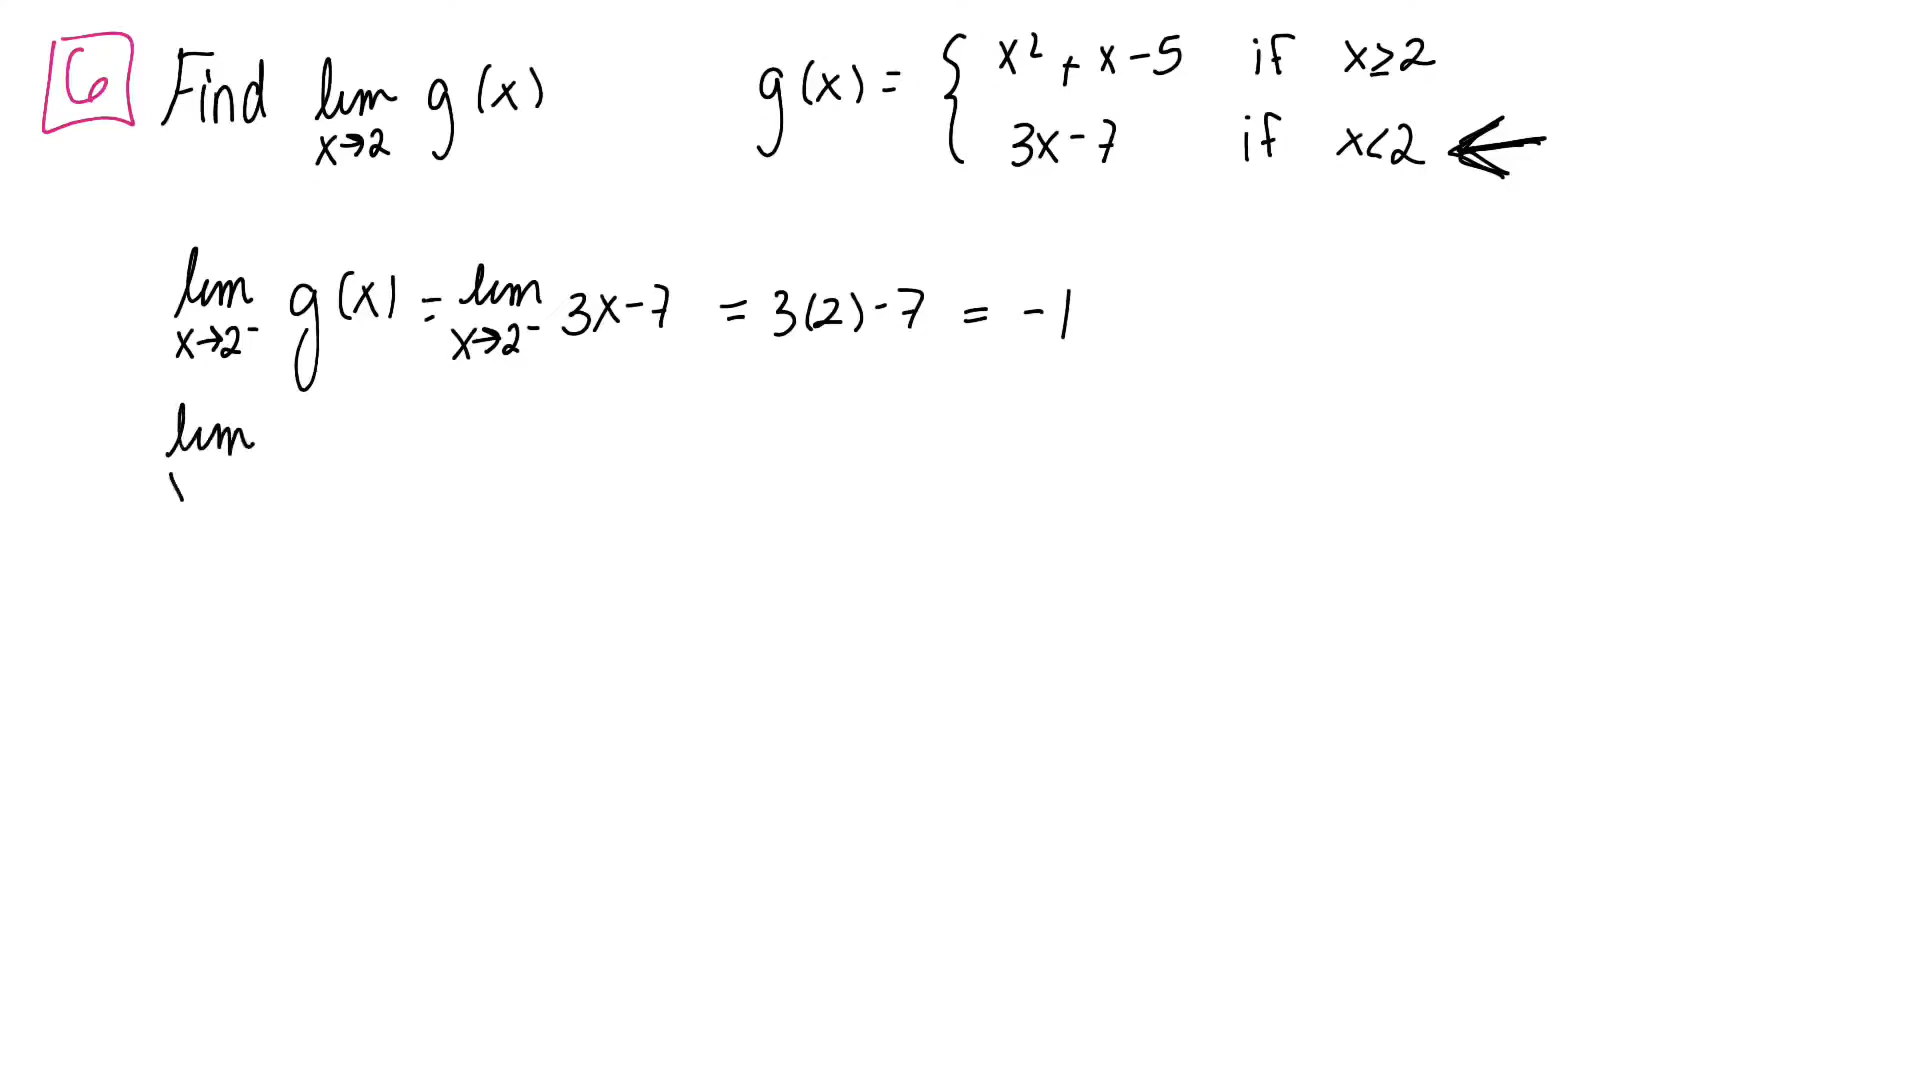 6 Find lim x→2 g(x) g(x) = { x² + x - 5 if x ≥ 2
3x - 7 if x < 2 ←
lim x→2⁻ g(x) = lim x→2⁻ 3x - 7 = 3(2) - 7 = -1
lim
\